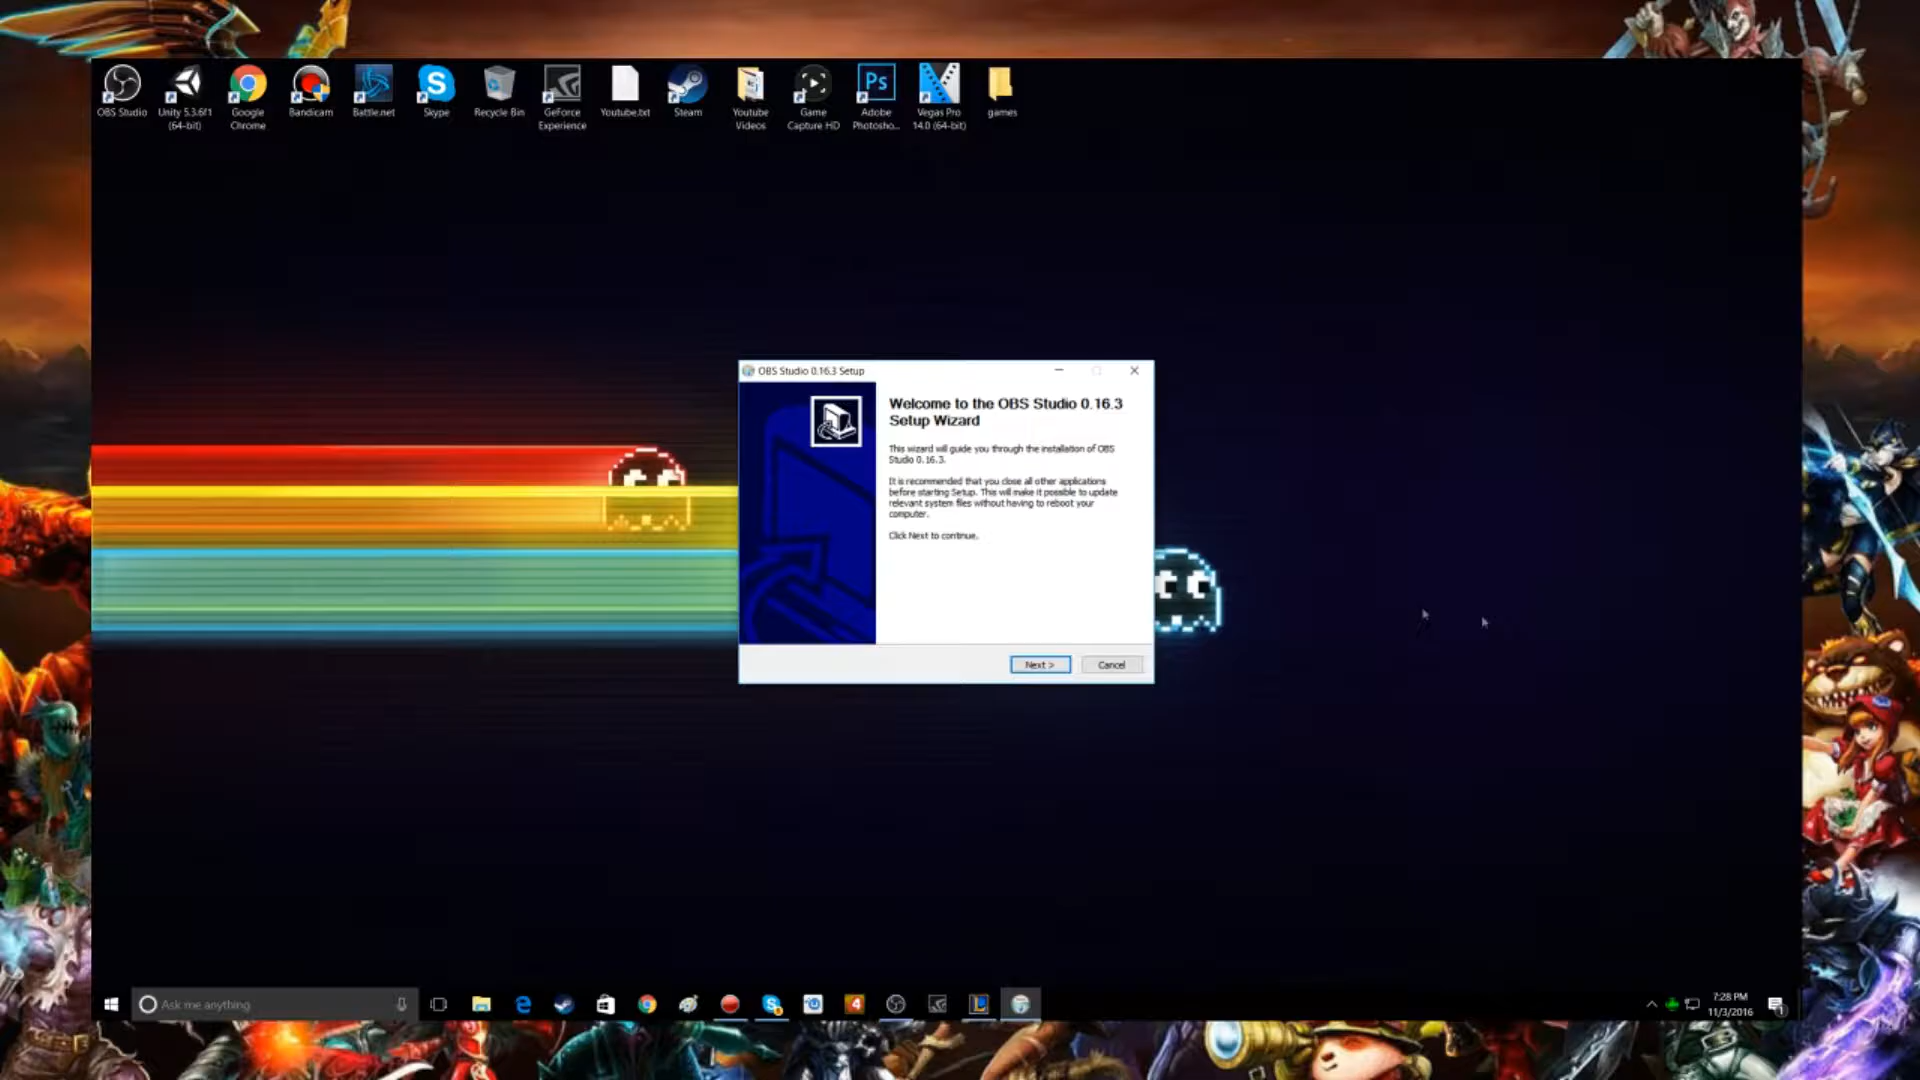 OBS Studio
Unity 5.3.6f1
(64-bit)
Google
Chrome
Bandicam
Battle.net
Skype
Recycle Bin
GeForce
Experience
Youtube.txt
Steam
Youtube
Videos
Game
Capture HD
Ps
Adobe
Photosho...
Vegas Pro
14.0 (64-bit)
games
OBS Studio 0.16.3 Setup
Welcome to the OBS Studio 0.16.3
Setup Wizard
This wizard will guide you through the installation of OBS
Studio 0.16.3.
It is recommended that you close all other applications
before starting Setup. This will make it possible to update
relevant system files without having to reboot your
computer.
Click Next to continue.
Next >
Cancel
Ask me anything
7:28 PM
11/3/2016